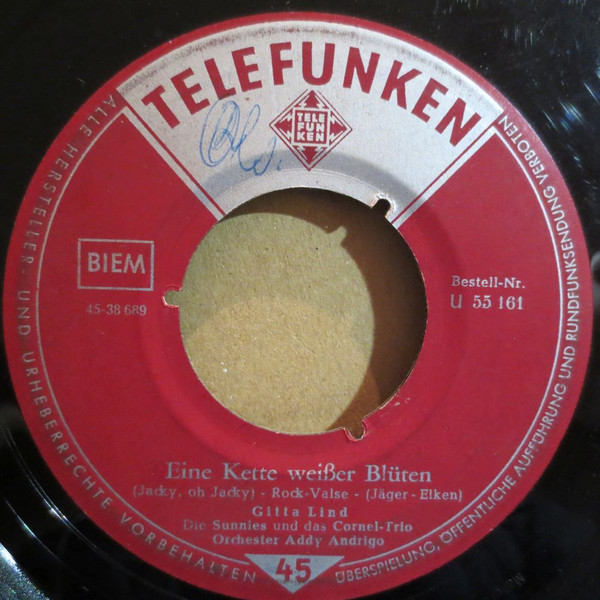 TELEFUNKEN
TELE
FUN
KEN
BIEM
45-38 689
Bestell-Nr.
U 55 161
Eine Kette weißer Blüten
(Jacky, oh Jacky) - Rock-Valse - (Jäger - Elken)
Gitta Lind
Die Sunnies und das Cornel-Trio
Orchester Addy Andrigo
45
ALLE HERSTELLER- UND URHEBERRECHTE VORBEHALTEN
ÜBERSPIELUNG, ÖFFENTLICHE AUFFÜHRUNG UND RUNDFUNKSENDUNG VERBOTEN